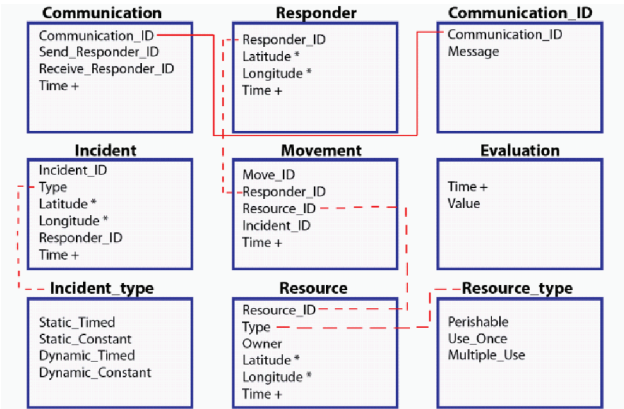 Communication
Communication_ID
Send_Responder_ID
Receive_Responder_ID
Time +
Responder
Responder_ID
Latitude *
Longitude *
Time +
Communication_ID
Communication_ID
Message
Incident
Incident_ID
Type
Latitude *
Longitude *
Responder_ID
Time +
Movement
Move_ID
Responder_ID
Resource_ID
Incident_ID
Time +
Evaluation
Time +
Value
Incident_type
Static_Timed
Static_Constant
Dynamic_Timed
Dynamic_Constant
Resource
Resource_ID
Type
Owner
Latitude *
Longitude *
Time +
Resource_type
Perishable
Use_Once
Multiple_Use